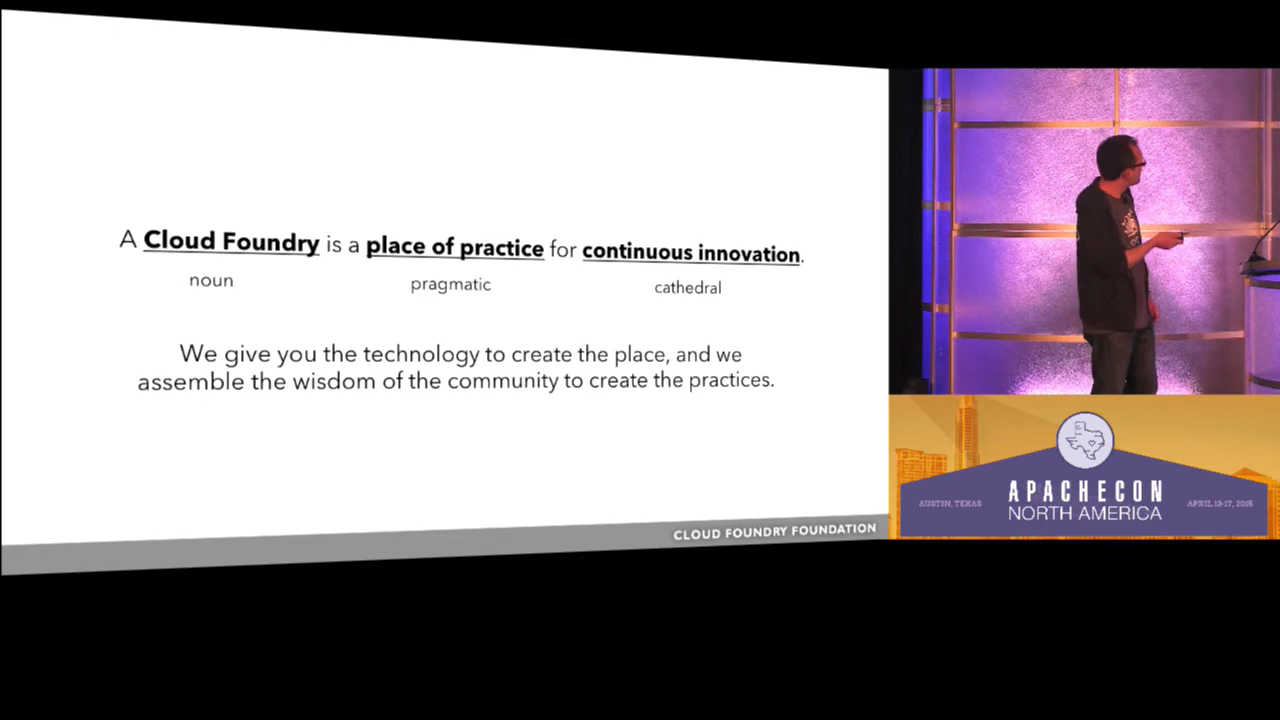 A Cloud Foundry is a place of practice for continuous innovation.
noun pragmatic cathedral
We give you the technology to create the place, and we
assemble the wisdom of the community to create the practices.
CLOUD FOUNDRY FOUNDATION
APACHECON
NORTH AMERICA
AUSTIN, TEXAS
APRIL 13-17, 2015